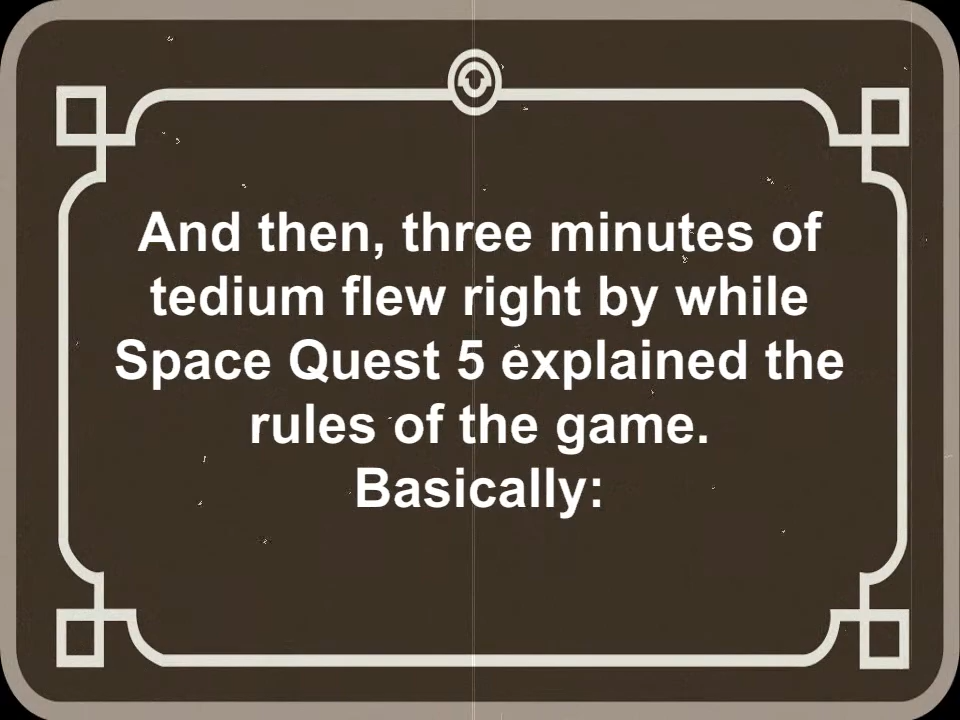 And then, three minutes of
tedium flew right by while
Space Quest 5 explained the
rules of the game.
Basically: